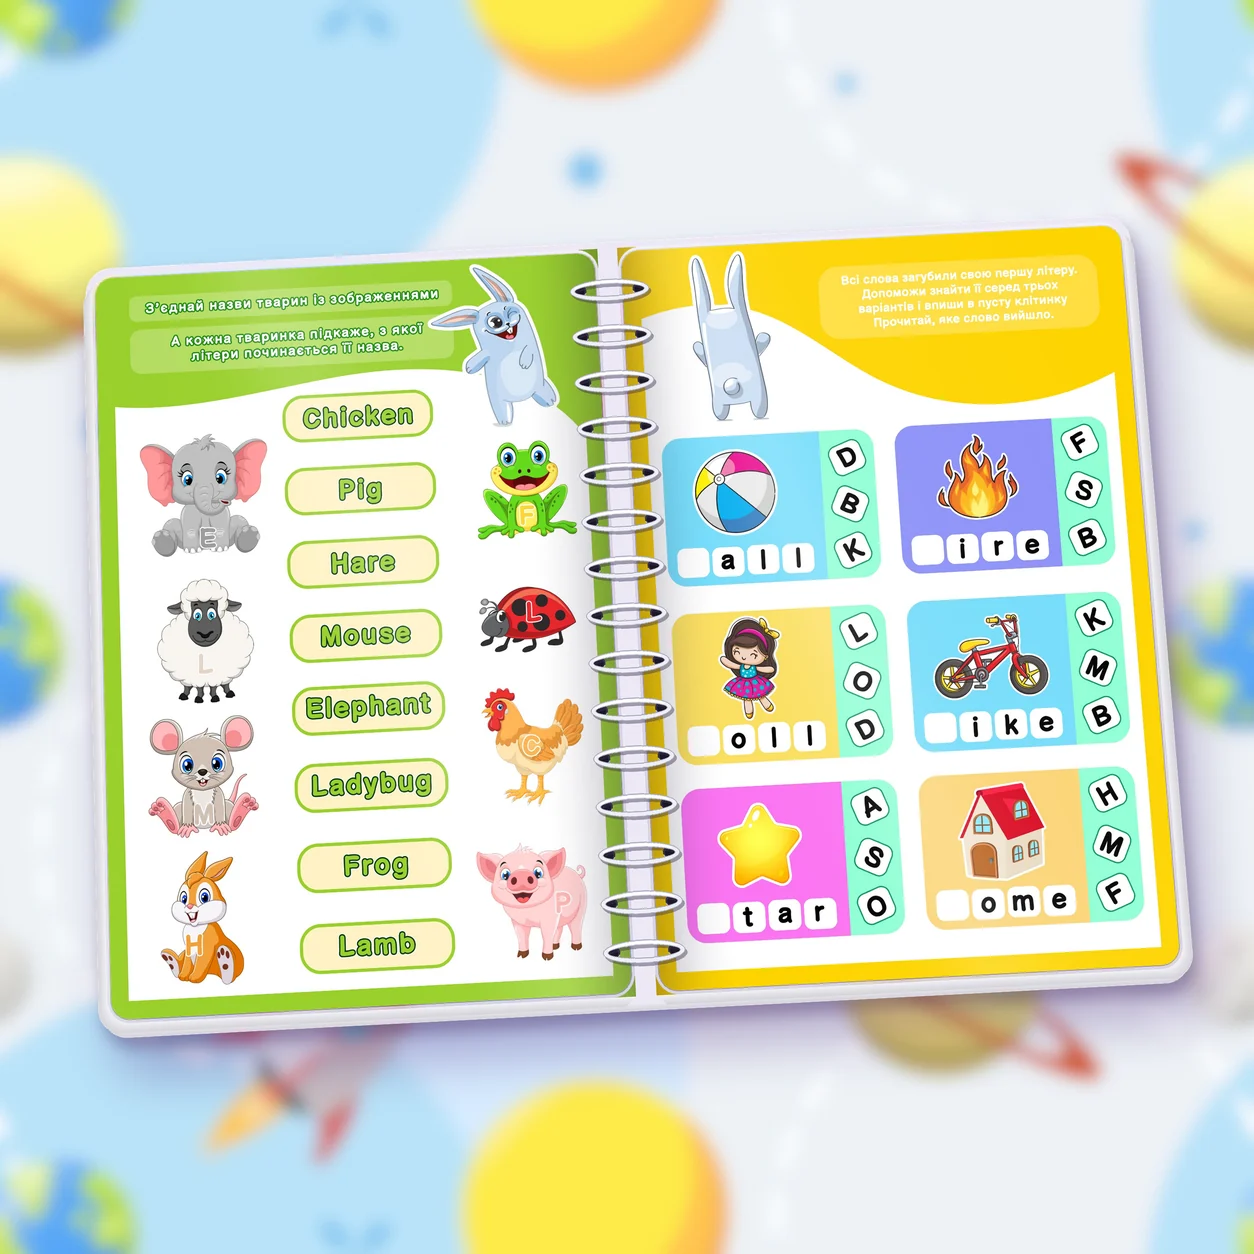 З'єднай назви тварин із зображеннями
А кожна тваринка підкаже, з якої
літери починається її назва.
Chicken
Pig
Hare
Mouse
Elephant
Ladybug
Frog
Lamb
E
L
M
H
F
L
C
P
Всі слова загубили свою першу літеру.
Допоможи знайти її серед трьох
варіантів і впиши в пусту клітинку
Прочитай, яке слово вийшло.
all
D
B
K
ire
F
S
B
oll
L
O
D
ike
K
M
B
tar
A
S
O
ome
H
M
F